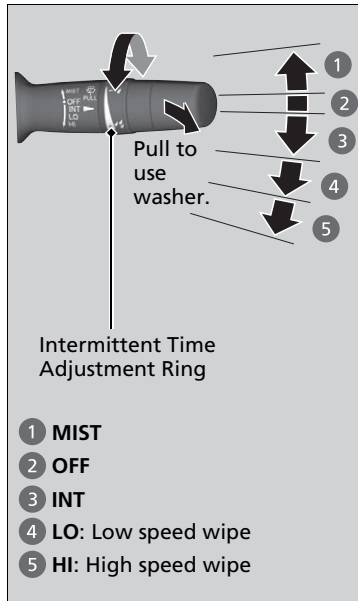 MIST
PULL
OFF
INT
LO
HI
1
2
3
4
5
Pull to
use
washer.
Intermittent Time
Adjustment Ring
1 MIST
2 OFF
3 INT
4 LO: Low speed wipe
5 HI: High speed wipe